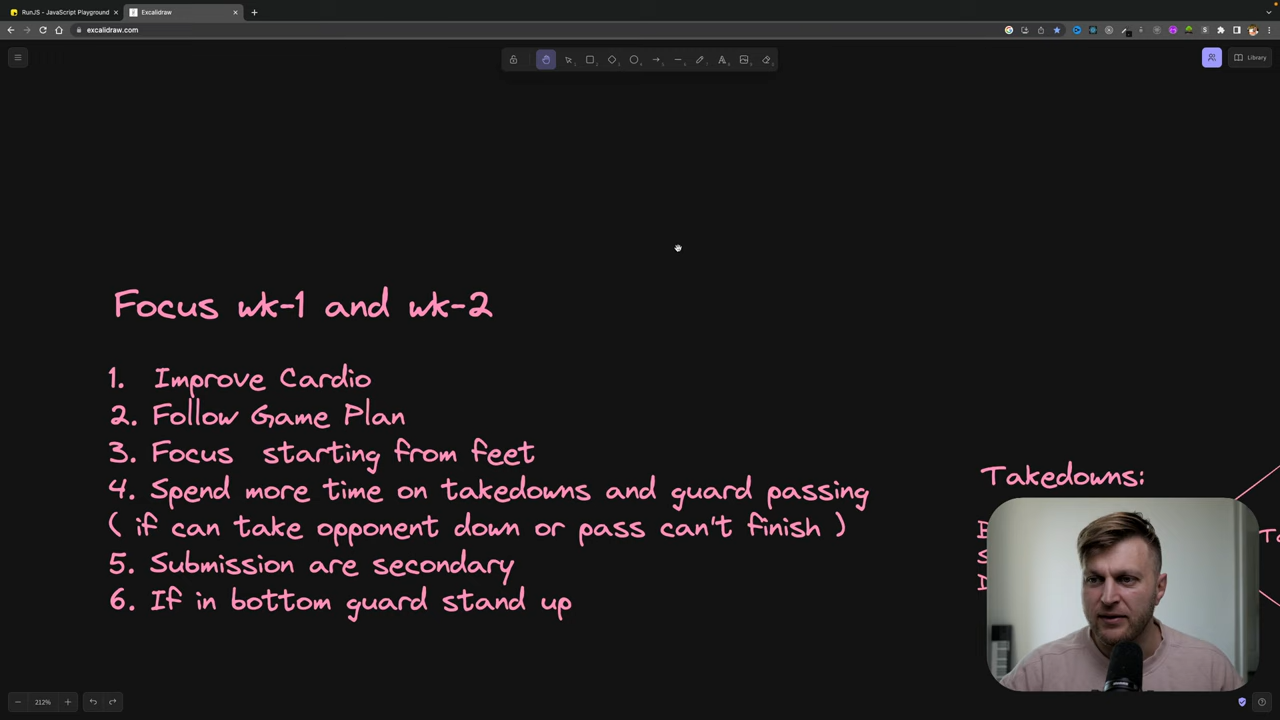 RunJS - JavaScript Playground
Excalidraw
excalidraw.com
Library
Focus wk-1 and wk-2
1. Improve Cardio
2. Follow Game Plan
3. Focus starting from feet
4. Spend more time on takedowns and guard passing
( if can take opponent down or pass can't finish )
5. Submission are secondary
6. If in bottom guard stand up
Takedowns:
212%